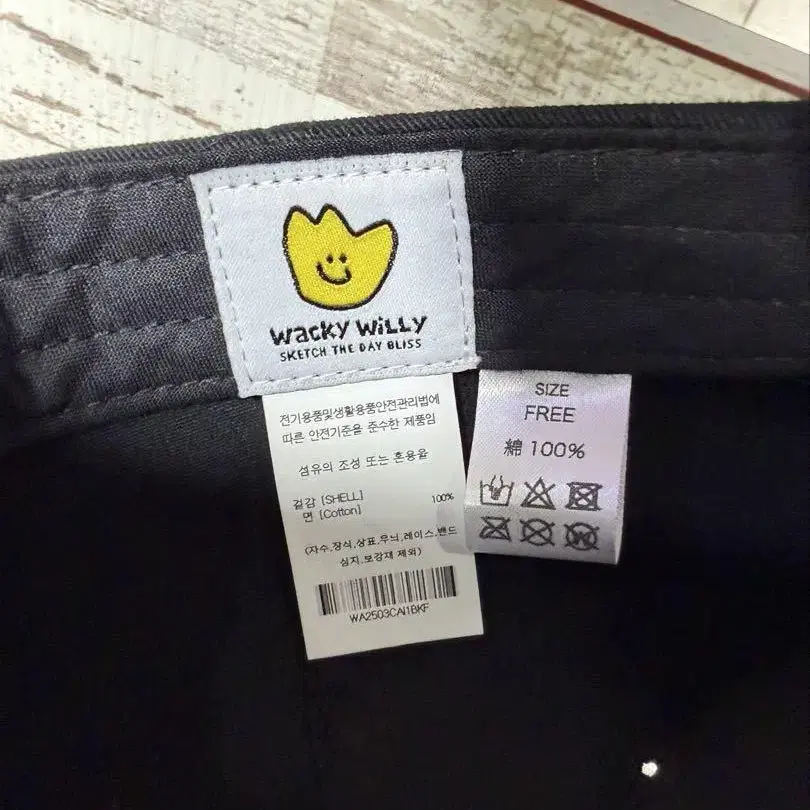 wacky willy
SKETCH THE DAY BLISS
전기용품및생활용품안전관리법에
따른 안전기준을 준수한 제품임
섬유의 조성 또는 혼용율
겉감 [SHELL] 100%
면 [Cotton]
(자수,장식,상표,무늬,레이스,밴드
심지,보강재 제외)
WA2503CAI1BKF
SIZE
FREE
綿 100%